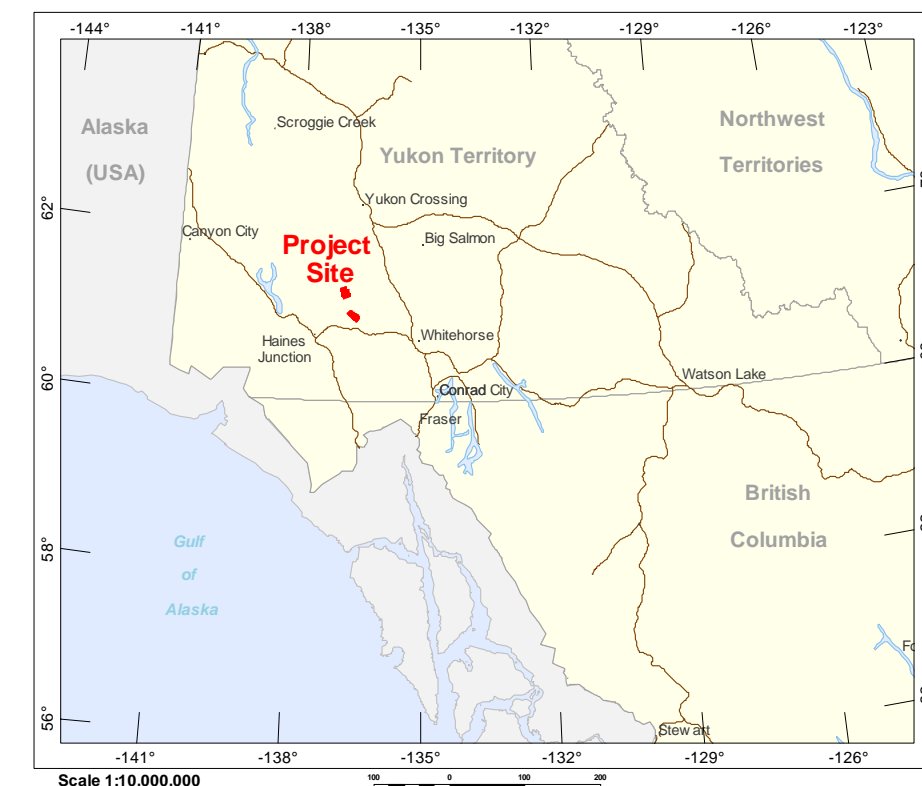 -144°
-141°
-138°
-135°
-132°
-129°
-126°
-123°
Alaska
(USA)
Scroggie Creek
Yukon Territory
Northwest
Territories
62°
Yukon Crossing
Canyon City
Big Salmon
Project
Site
Haines
Junction
Whitehorse
60°
Watson Lake
Conrad City
Fraser
British
Columbia
58°
Gulf
of
Alaska
56°
Stewart
-141°
-138°
-135°
-132°
-129°
-126°
Scale 1:10,000,000
100
0
100
200